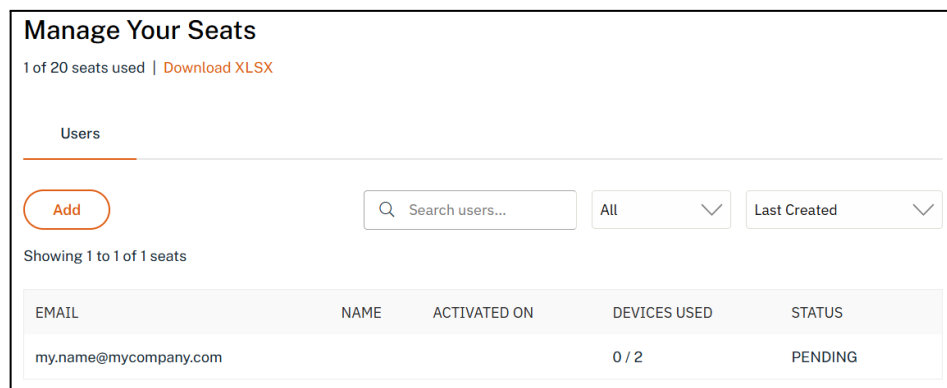 Manage Your Seats
1 of 20 seats used | Download XLSX
Users
Add Search users... All Last Created
Showing 1 to 1 of 1 seats
EMAIL NAME ACTIVATED ON DEVICES USED STATUS
my.name@mycompany.com 0 / 2 PENDING